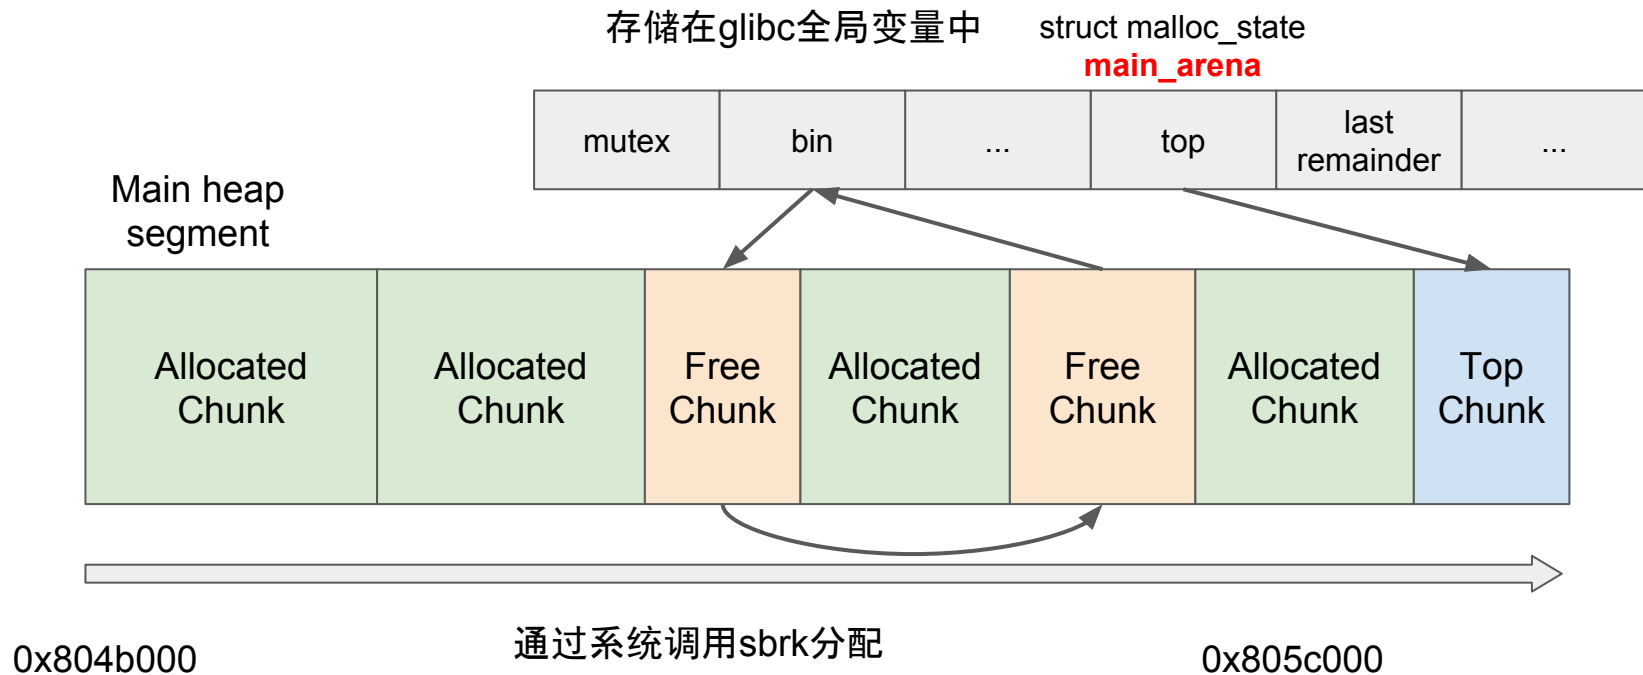 存储在glibc全局变量中
struct malloc_state
main_arena
mutex
bin
...
top
last
remainder
...
Main heap
segment
Allocated
Chunk
Allocated
Chunk
Free
Chunk
Allocated
Chunk
Free
Chunk
Allocated
Chunk
Top
Chunk
0x804b000
通过系统调用sbrk分配
0x805c000